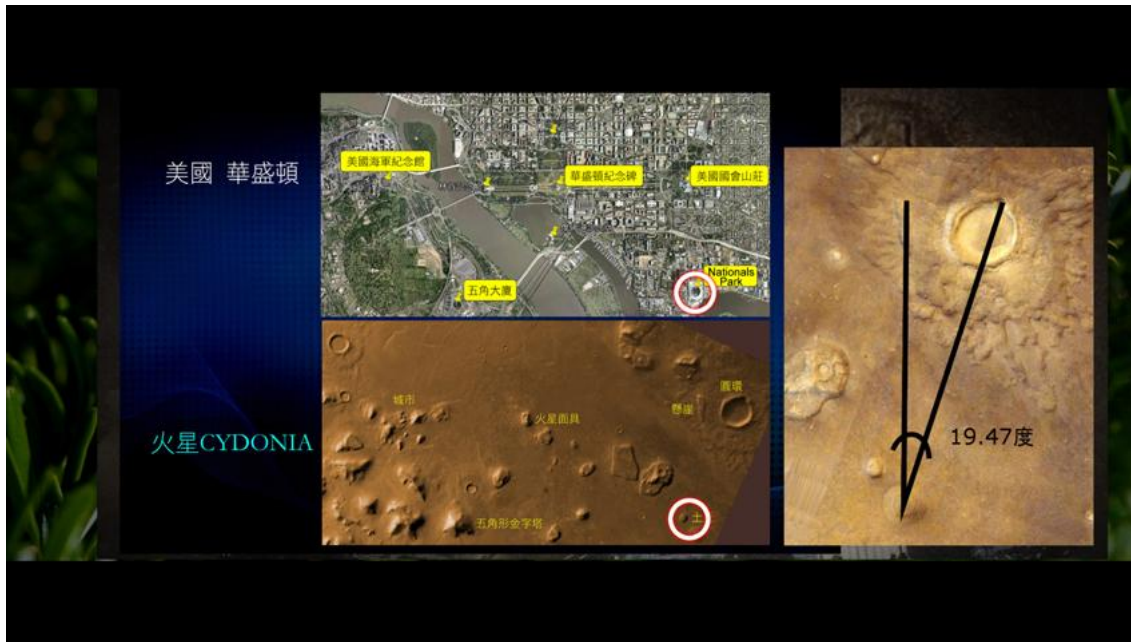 美國 華盛頓
美國海軍紀念館
華盛頓紀念碑
美國國會山莊
五角大廈
Nationals
Park
火星CYDONIA
城市
火星面具
懸崖
圓環
五角形金字塔
土
19.47度